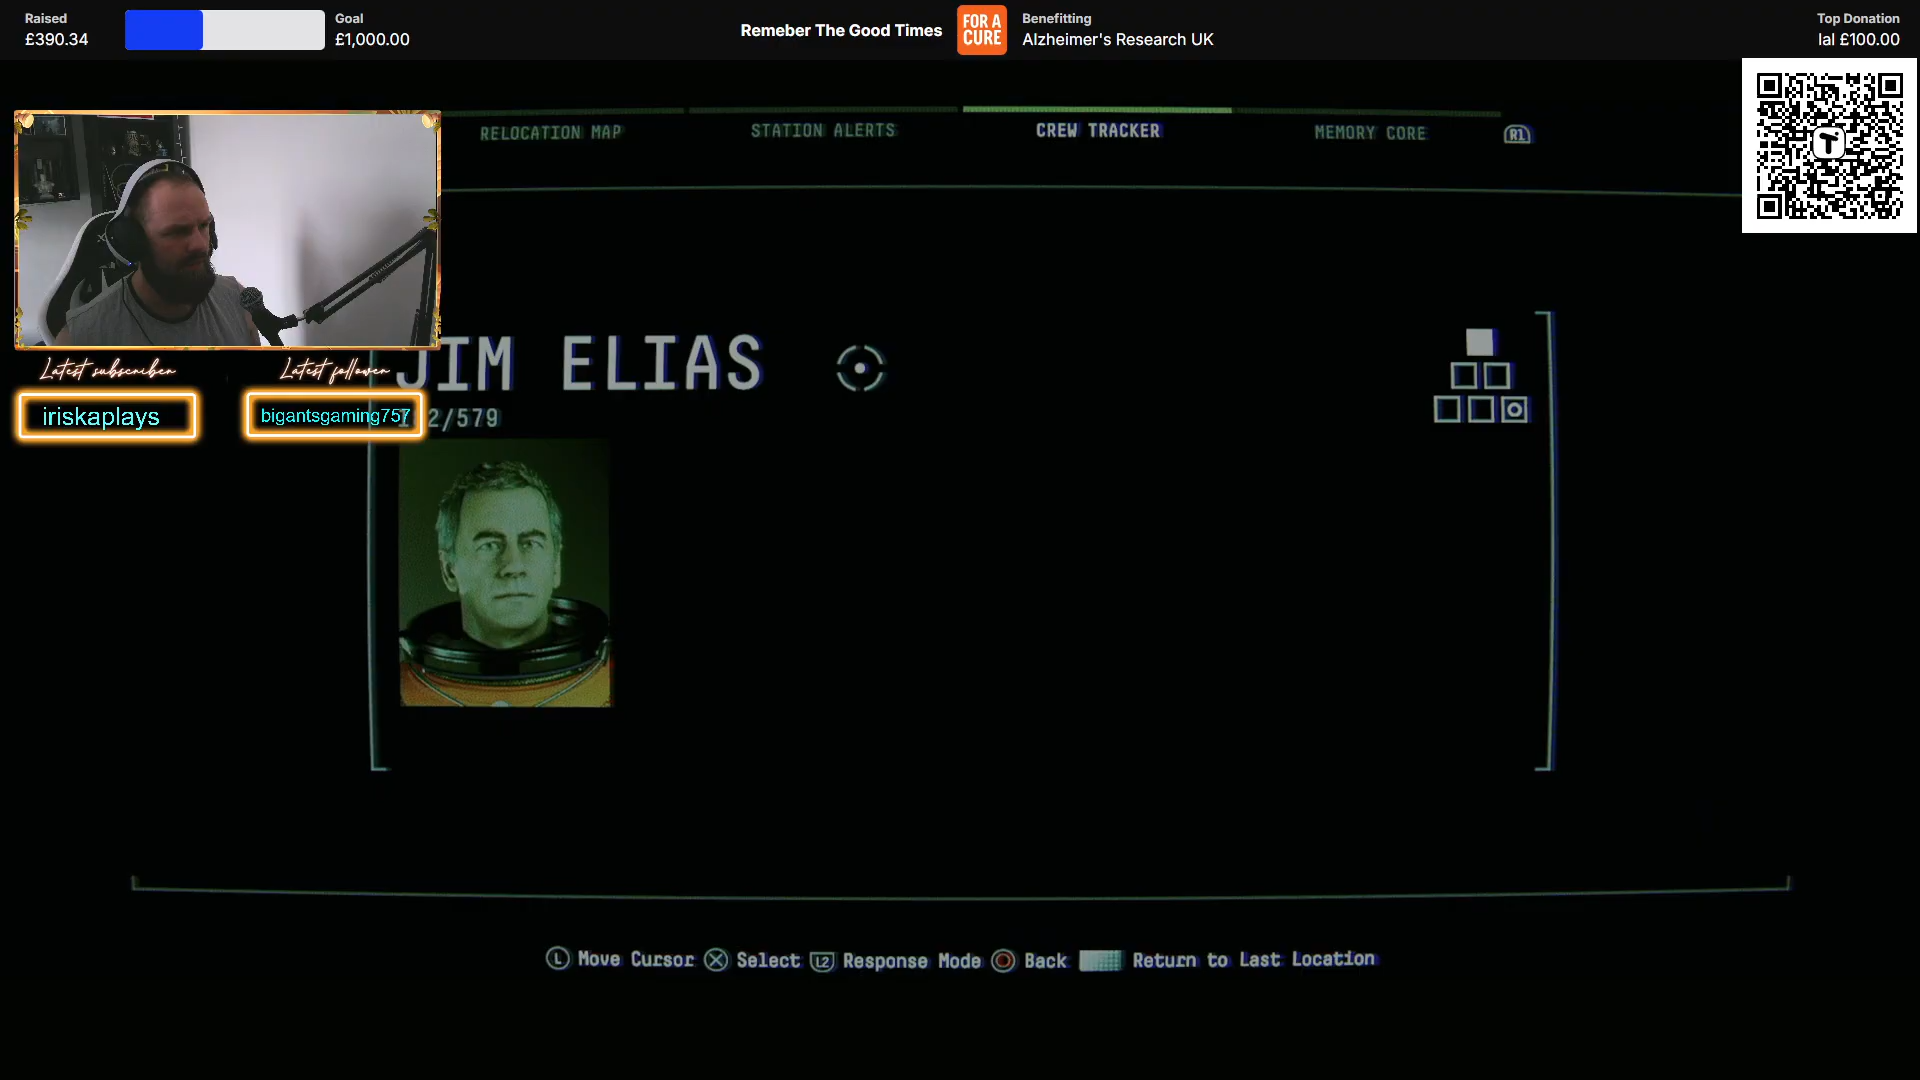 Raised
£390.34
Goal
£1,000.00
Remeber The Good Times
FOR A
CURE
Benefitting
Alzheimer's Research UK
Top Donation
lal £100.00
RELOCATION MAP
STATION ALERTS
CREW TRACKER
MEMORY CORE
R1
T
Latest subscriber
Latest follower
iriskaplays
bigantsgaming757
JIM ELIAS
2/579
L Move Cursor
Select
L2 Response Mode
Back
Return to Last Location